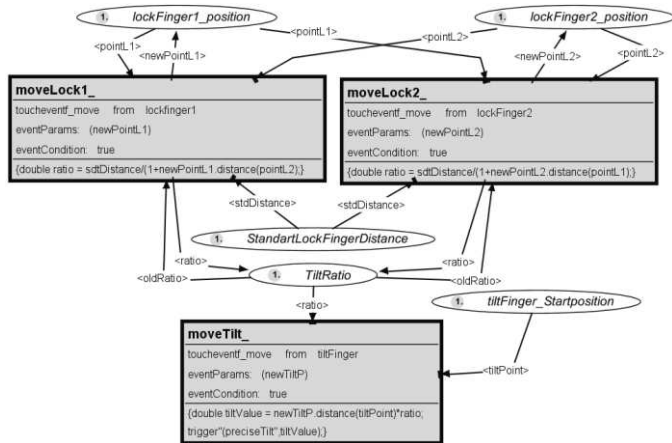 1. lockFinger1_position
1. lockFinger2_position
<pointL1>
<newPointL1>
<pointL1>
<pointL2>
<newPointL2>
<pointL2>
moveLock1_
toucheventf_move from lockfinger1
eventParams: (newPointL1)
eventCondition: true
{double ratio = sdtDistance/(1+newPointL1.distance(pointL2);}
moveLock2_
toucheventf_move from lockFinger2
eventParams: (newPointL2)
eventCondition: true
{double ratio = sdtDistance/(1+newPointL2.distance(pointL1);}
<stdDistance>
<stdDistance>
1. StandartLockFingerDistance
<ratio>
<ratio>
<oldRatio>
1. TiltRatio
<oldRatio>
<ratio>
1. tiltFinger_Startposition
moveTilt_
toucheventf_move from tiltFinger
eventParams: (newTiltP)
eventCondition: true
{double tiltValue = newTiltP.distance(tiltPoint)*ratio;
trigger"(preciseTilt",tiltValue);}
<tiltPoint>